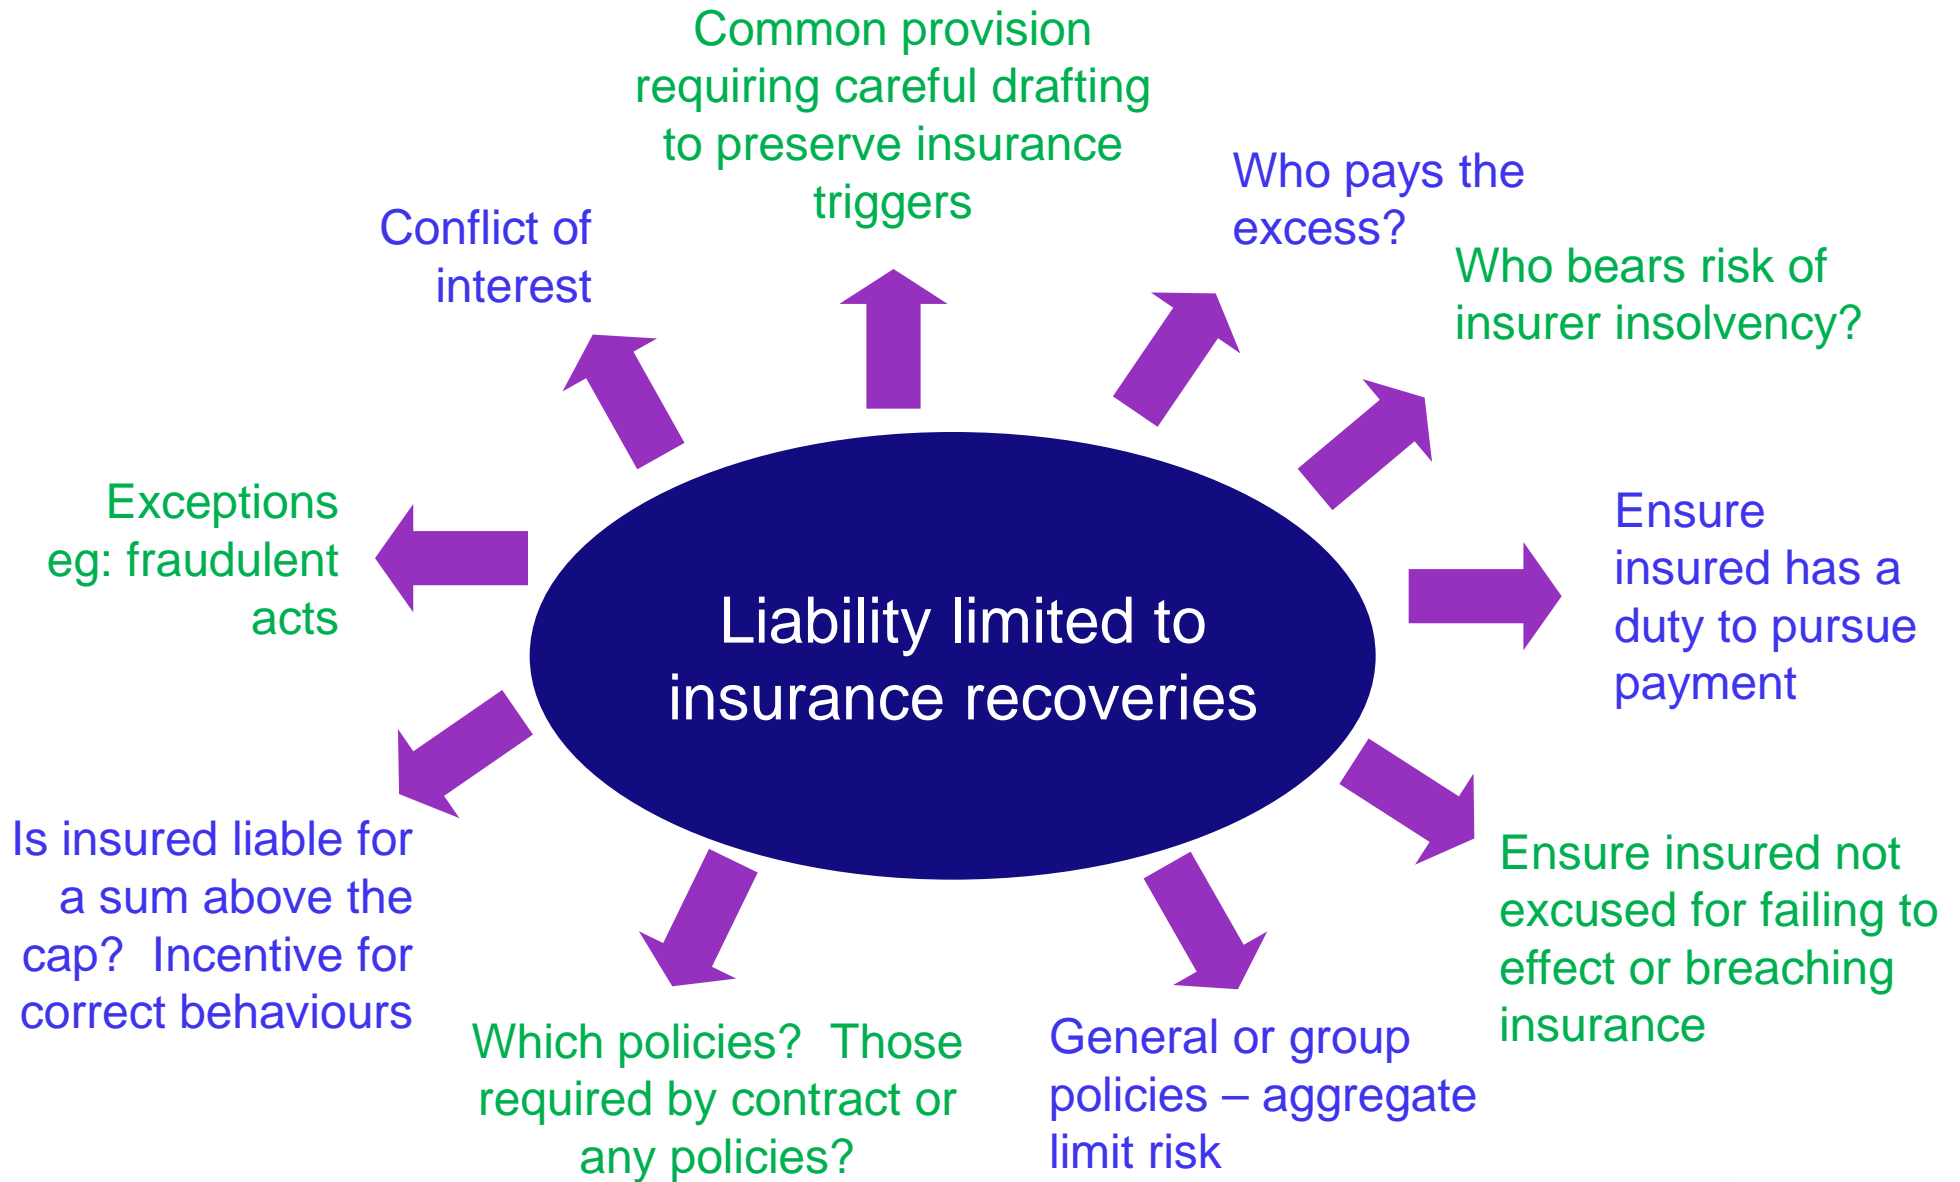 Common provision
requiring careful drafting
to preserve insurance
triggers
Who pays the
excess?
Who bears risk of
insurer insolvency?
Ensure
insured has a
duty to pursue
payment
Ensure insured not
excused for failing to
effect or breaching
insurance
General or group
policies – aggregate
limit risk
Which policies?  Those
required by contract or
any policies?
Is insured liable for
a sum above the
cap?  Incentive for
correct behaviours
Exceptions
eg: fraudulent
acts
Conflict of
interest
Liability limited to
insurance recoveries